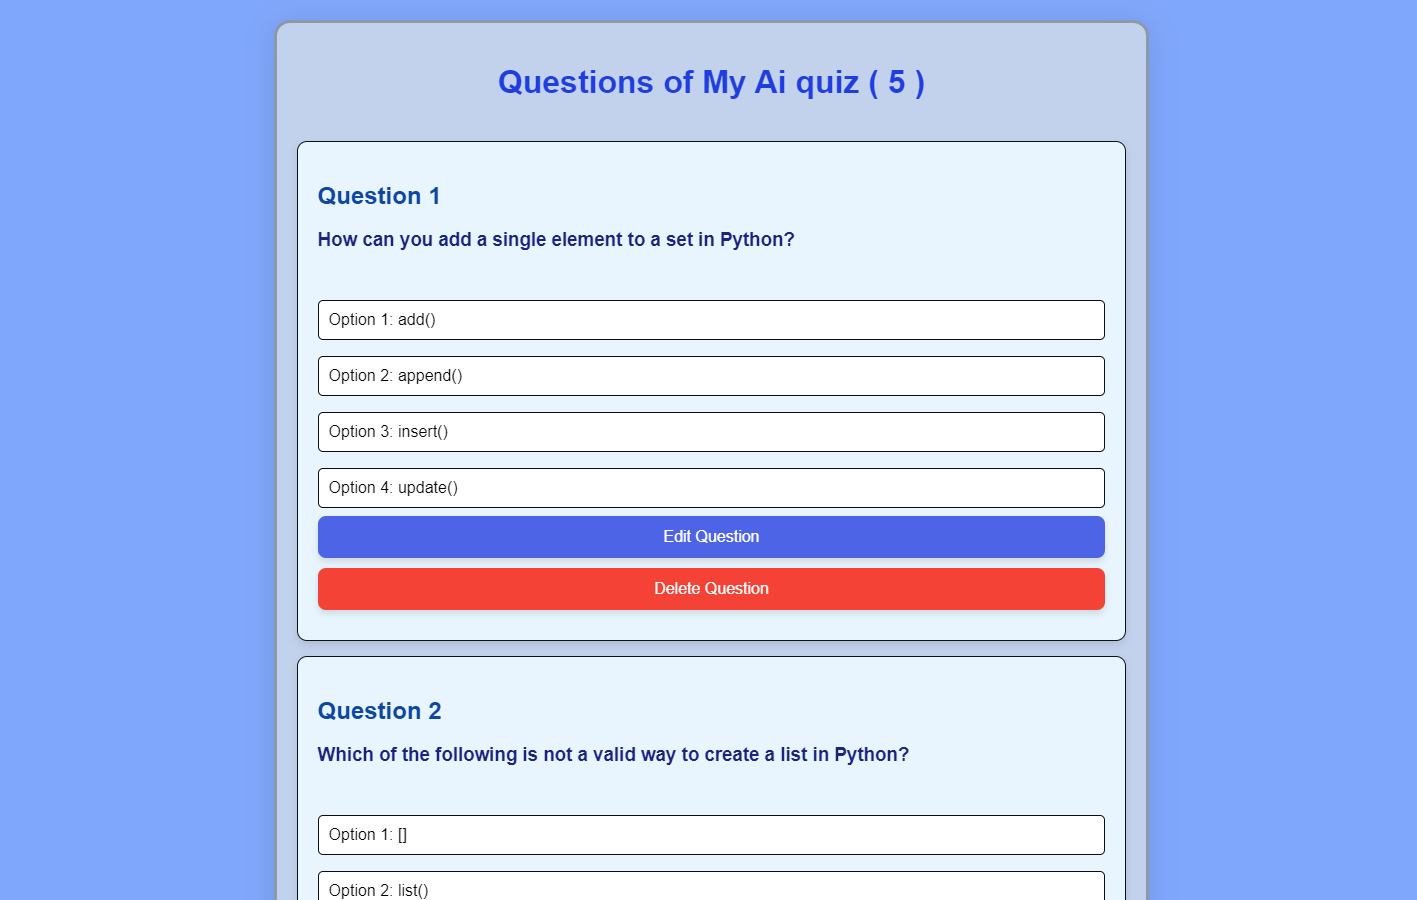 Questions of My Ai quiz ( 5 )
Question 1
How can you add a single element to a set in Python?
Option 1: add()
Option 2: append()
Option 3: insert()
Option 4: update()
Edit Question
Delete Question
Question 2
Which of the following is not a valid way to create a list in Python?
Option 1: []
Option 2: list()